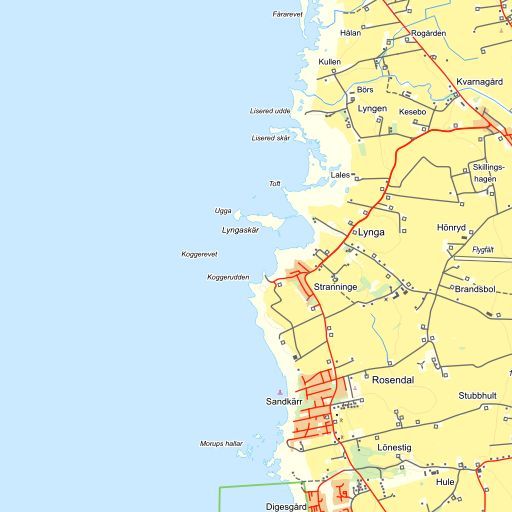 Fårarevet
Hålan
Rogården
Kullen
Kvarnagård
Börs
Lyngen
Kesebo
Lisered udde
Lisered skär
Skillings-
hagen
Lales
Toft
Ugga
Lyngaskär
Lynga
Hönryd
Koggerevet
Flygfält
Koggerudden
Stranninge
Brandsbol
Rosendal
Sandkärr
Stubbhult
Morups hallar
Lönestig
Hule
Digesgård